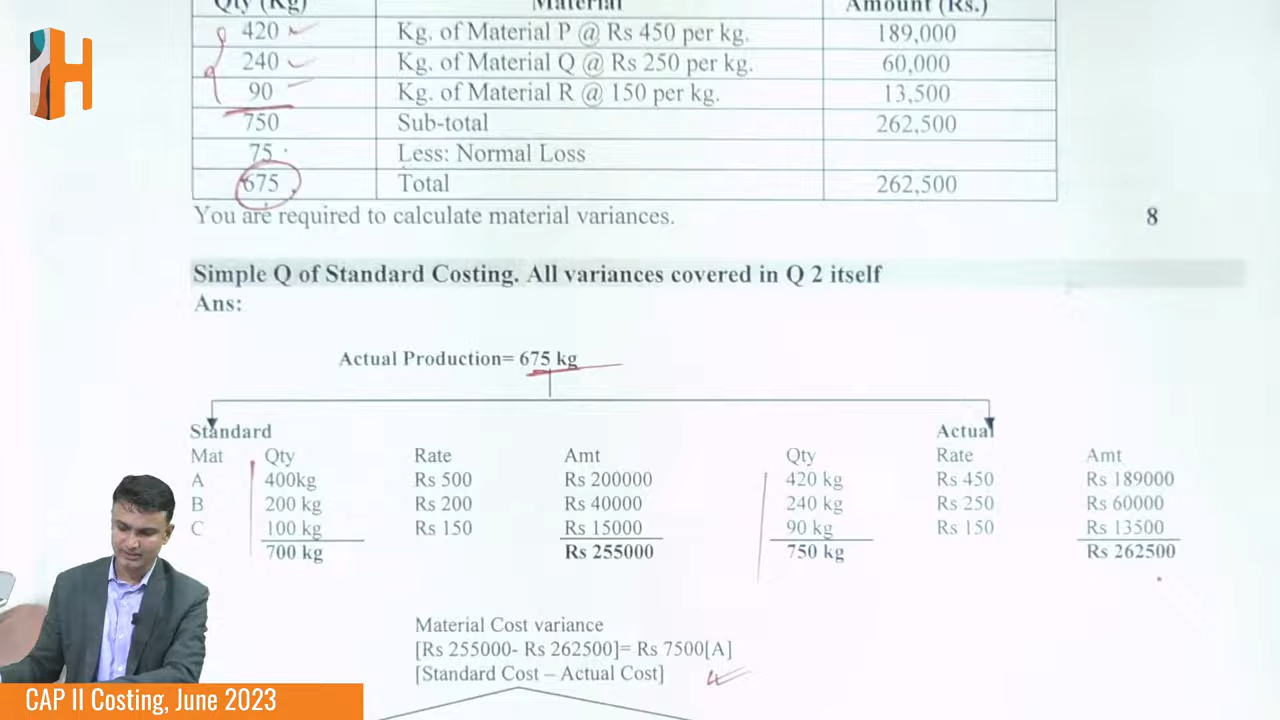 Qty (Kg) Material Amount (Rs.)
420 Kg. of Material P @ Rs 450 per kg. 189,000
240 Kg. of Material Q @ Rs 250 per kg. 60,000
90 Kg. of Material R @ 150 per kg. 13,500
750 Sub-total 262,500
75 Less: Normal Loss
675 Total 262,500
You are required to calculate material variances. 8
Simple Q of Standard Costing. All variances covered in Q 2 itself
Ans:
Actual Production= 675 kg
Standard Actual
Mat Qty Rate Amt Qty Rate Amt
A 400kg Rs 500 Rs 200000 420 kg Rs 450 Rs 189000
B 200 kg Rs 200 Rs 40000 240 kg Rs 250 Rs 60000
C 100 kg Rs 150 Rs 15000 90 kg Rs 150 Rs 13500
700 kg Rs 255000 750 kg Rs 262500
Material Cost variance
[Rs 255000- Rs 262500]= Rs 7500[A]
[Standard Cost – Actual Cost]
H
CAP II Costing, June 2023